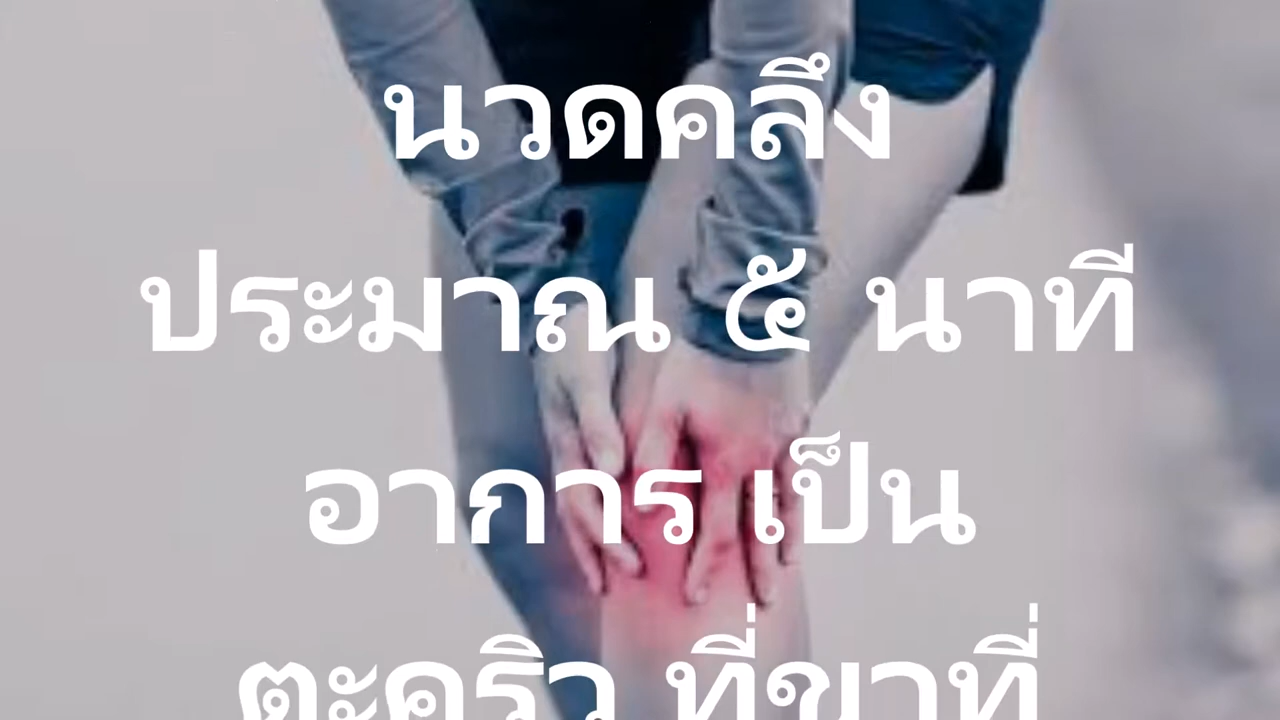 นวดคลึง
ประมาณ ๕ นาที
อาการ เป็น
ตะคริว ที่ขาที่